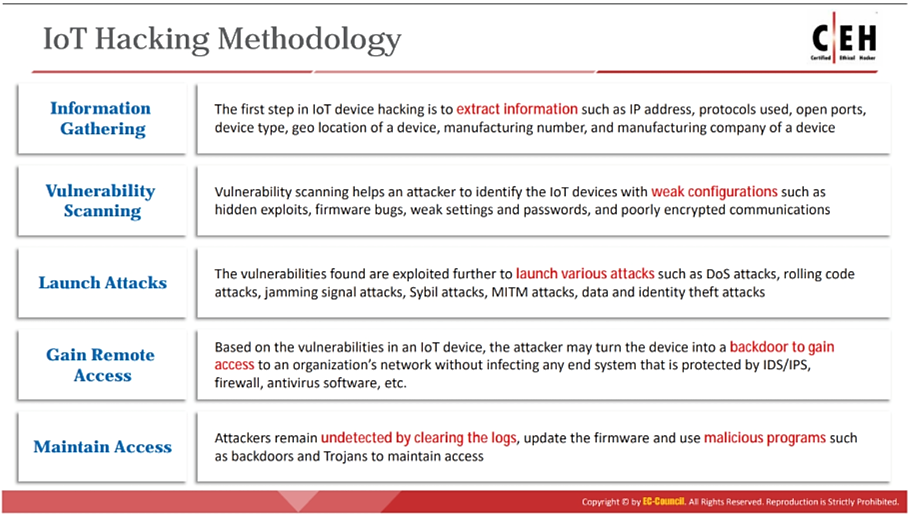 IoT Hacking Methodology
C|EH
Certified Ethical Hacker
Information
Gathering
The first step in IoT device hacking is to extract information such as IP address, protocols used, open ports,
device type, geo location of a device, manufacturing number, and manufacturing company of a device
Vulnerability
Scanning
Vulnerability scanning helps an attacker to identify the IoT devices with weak configurations such as
hidden exploits, firmware bugs, weak settings and passwords, and poorly encrypted communications
Launch Attacks
The vulnerabilities found are exploited further to launch various attacks such as DoS attacks, rolling code
attacks, jamming signal attacks, Sybil attacks, MITM attacks, data and identity theft attacks
Gain Remote
Access
Based on the vulnerabilities in an IoT device, the attacker may turn the device into a backdoor to gain
access to an organization's network without infecting any end system that is protected by IDS/IPS,
firewall, antivirus software, etc.
Maintain Access
Attackers remain undetected by clearing the logs, update the firmware and use malicious programs such
as backdoors and Trojans to maintain access
Copyright © by EC-Council. All Rights Reserved. Reproduction is Strictly Prohibited.